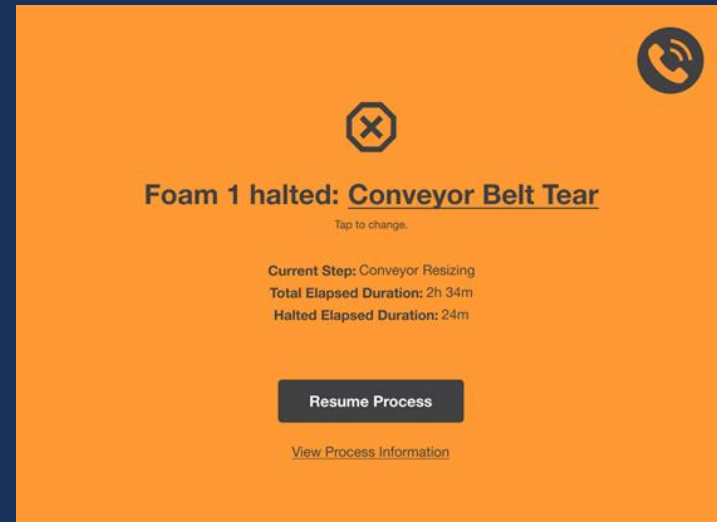 Foam 1 halted: Conveyor Belt Tear
Tap to change.
Current Step: Conveyor Resizing
Total Elapsed Duration: 2h 34m
Halted Elapsed Duration: 24m
Resume Process
View Process Information